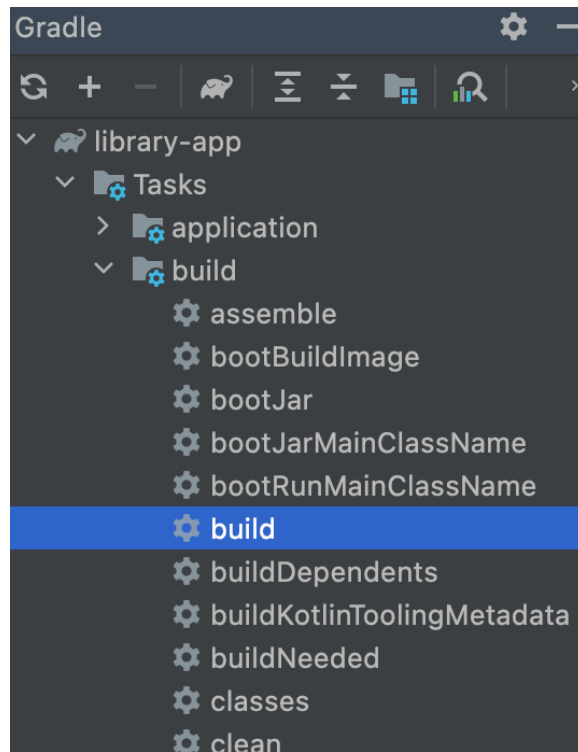 Gradle
library-app
Tasks
application
build
assemble
bootBuildImage
bootJar
bootJarMainClassName
bootRunMainClassName
build
buildDependents
buildKotlinToolingMetadata
buildNeeded
classes
clean